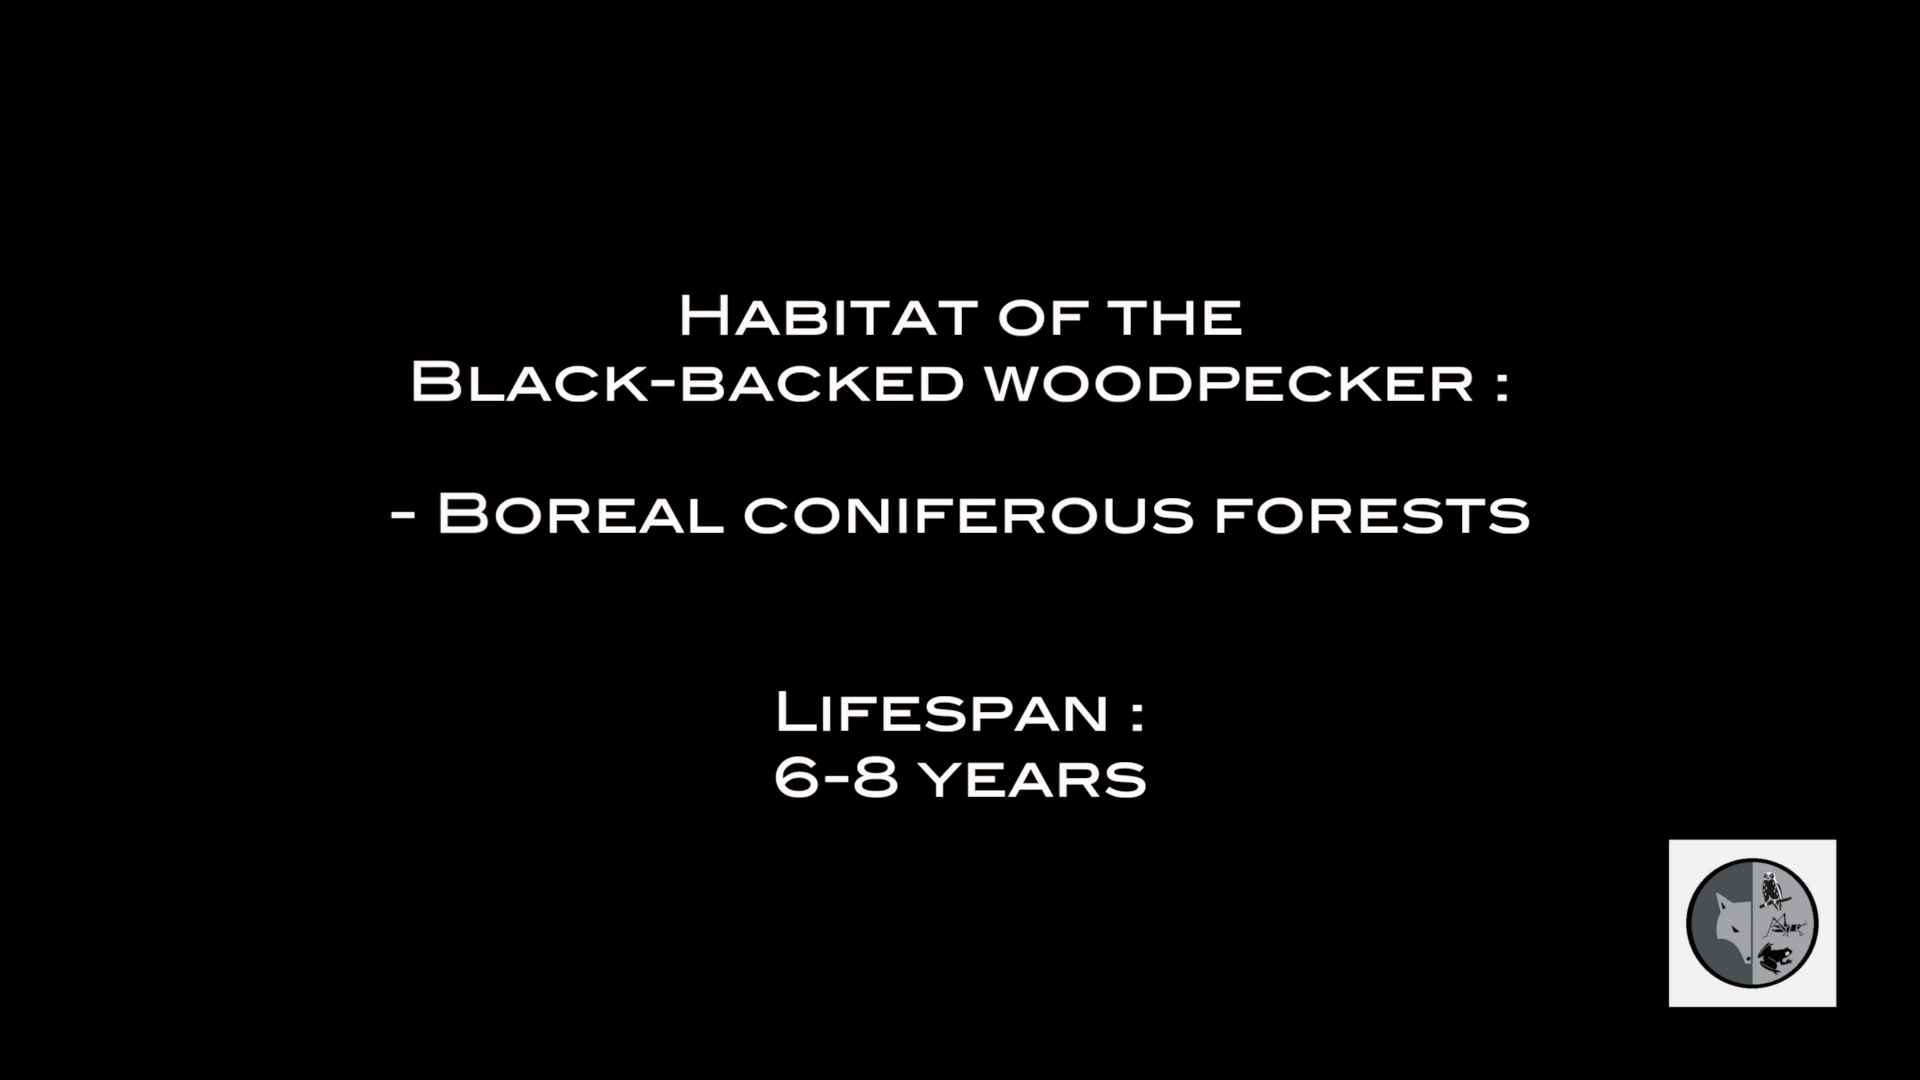 Habitat of the
Black-backed woodpecker :
- Boreal coniferous forests
Lifespan :
6-8 years